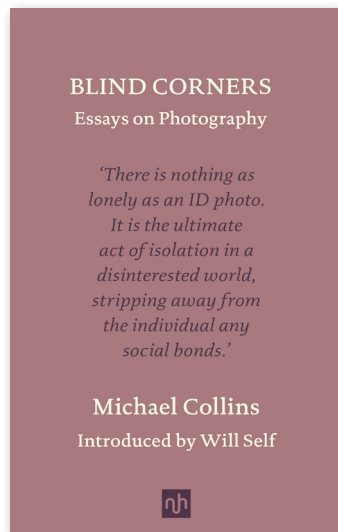 BLIND CORNERS
Essays on Photography
‘There is nothing as
lonely as an ID photo.
It is the ultimate
act of isolation in a
disinterested world,
stripping away from
the individual any
social bonds.’
Michael Collins
Introduced by Will Self
nh